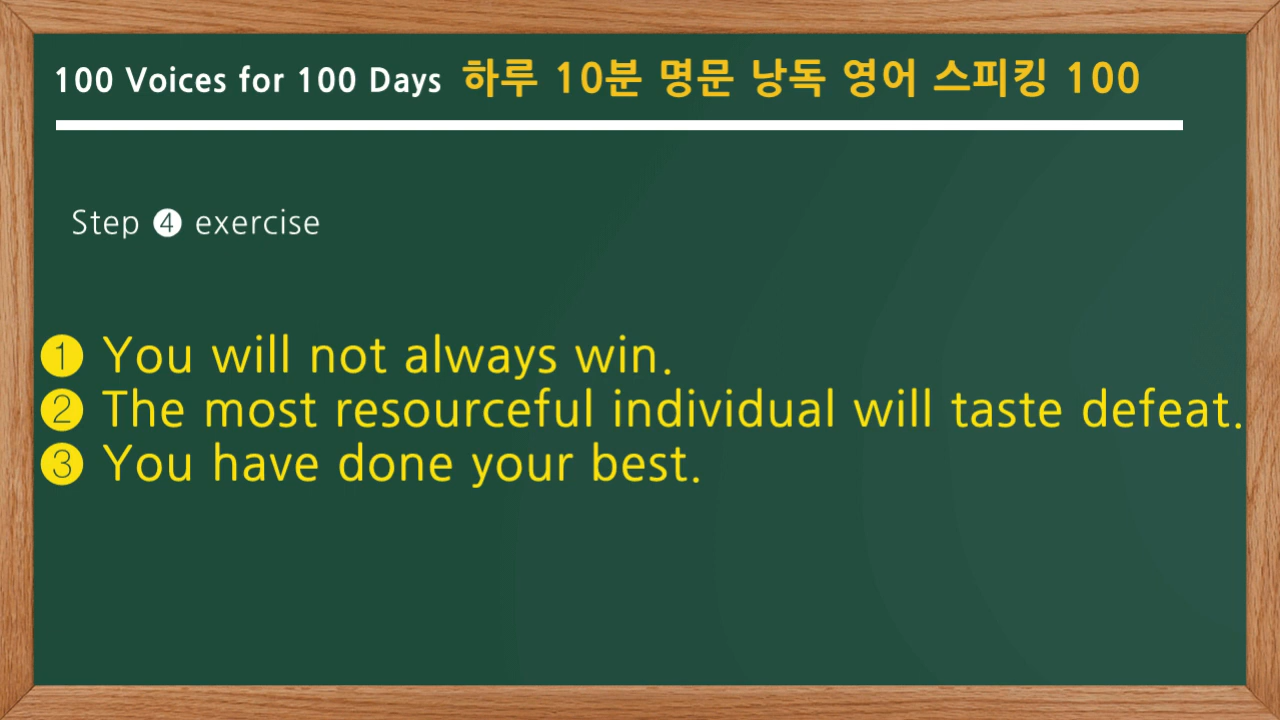 100 Voices for 100 Days 하루 10분 명문 낭독 영어 스피킹 100
Step ❹ exercise
❶ You will not always win.
❷ The most resourceful individual will taste defeat.
❸ You have done your best.